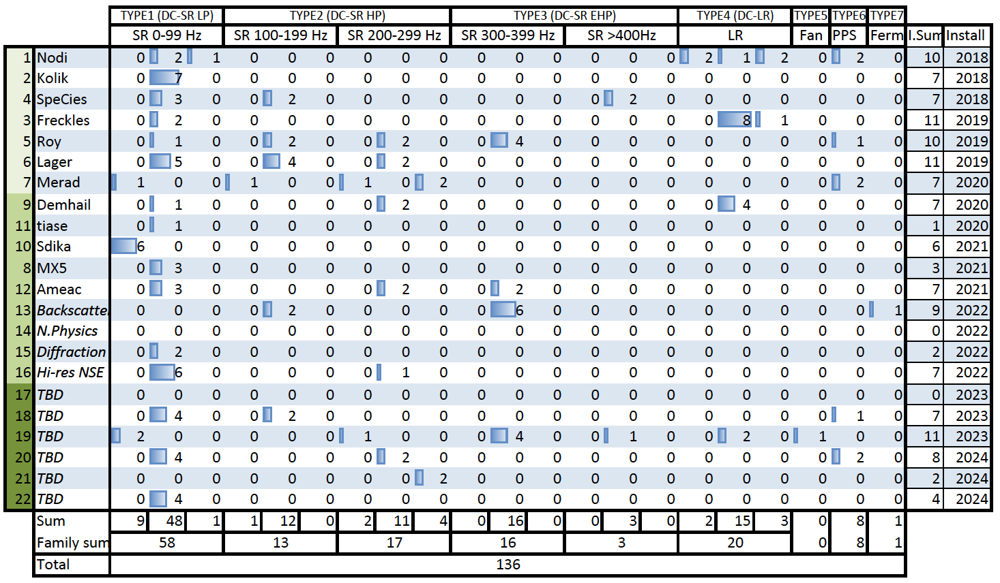 TYPE1 (DC-SR LP) TYPE2 (DC-SR HP) TYPE3 (DC-SR EHP) TYPE4 (DC-LR) TYPE5 TYPE6 TYPE7
SR 0-99 Hz SR 100-199 Hz SR 200-299 Hz SR 300-399 Hz SR >400Hz LR Fan PPS Ferm I.Sum Install
1 Nodi 0 2 1 0 0 0 0 0 0 0 0 0 0 0 0 2 1 2 0 2 0 10 2018
2 Kolik 0 7 0 0 0 0 0 0 0 0 0 0 0 0 0 0 0 0 0 0 0 7 2018
4 SpeCies 0 3 0 0 2 0 0 0 0 0 0 0 0 2 0 0 0 0 0 0 0 7 2018
3 Freckles 0 2 0 0 0 0 0 0 0 0 0 0 0 0 0 0 8 1 0 0 0 11 2019
5 Roy 0 1 0 0 2 0 0 2 0 0 4 0 0 0 0 0 0 0 0 1 0 10 2019
6 Lager 0 5 0 0 4 0 0 2 0 0 0 0 0 0 0 0 0 0 0 0 0 11 2019
7 Merad 1 0 0 1 0 0 1 0 2 0 0 0 0 0 0 0 0 0 0 2 0 7 2020
9 Demhail 0 1 0 0 0 0 0 2 0 0 0 0 0 0 0 0 4 0 0 0 0 7 2020
11 tiase 0 1 0 0 0 0 0 0 0 0 0 0 0 0 0 0 0 0 0 0 0 1 2020
10 Sdika 6 0 0 0 0 0 0 0 0 0 0 0 0 0 0 0 0 0 0 0 0 6 2021
8 MX5 0 3 0 0 0 0 0 0 0 0 0 0 0 0 0 0 0 0 0 0 0 3 2021
12 Ameac 0 3 0 0 0 0 0 2 0 0 2 0 0 0 0 0 0 0 0 0 0 7 2021
13 Backscatte 0 0 0 0 2 0 0 0 0 0 6 0 0 0 0 0 0 0 0 0 1 9 2022
14 N.Physics 0 0 0 0 0 0 0 0 0 0 0 0 0 0 0 0 0 0 0 0 0 0 2022
15 Diffraction 0 2 0 0 0 0 0 0 0 0 0 0 0 0 0 0 0 0 0 0 0 2 2022
16 Hi-res NSE 0 6 0 0 0 0 0 1 0 0 0 0 0 0 0 0 0 0 0 0 0 7 2022
17 TBD 0 0 0 0 0 0 0 0 0 0 0 0 0 0 0 0 0 0 0 0 0 0 2023
18 TBD 0 4 0 0 2 0 0 0 0 0 0 0 0 0 0 0 0 0 0 1 0 7 2023
19 TBD 2 0 0 0 0 0 1 0 0 0 4 0 0 1 0 0 2 0 1 0 0 11 2023
20 TBD 0 4 0 0 0 0 0 2 0 0 0 0 0 0 0 0 0 0 0 2 0 8 2024
21 TBD 0 0 0 0 0 0 0 0 2 0 0 0 0 0 0 0 0 0 0 0 0 2 2024
22 TBD 0 4 0 0 0 0 0 0 0 0 0 0 0 0 0 0 0 0 0 0 0 4 2024
Sum 9 48 1 1 12 0 2 11 4 0 16 0 0 3 0 2 15 3 0 8 1
Family sum 58 13 17 16 3 20 0 8 1
Total 136